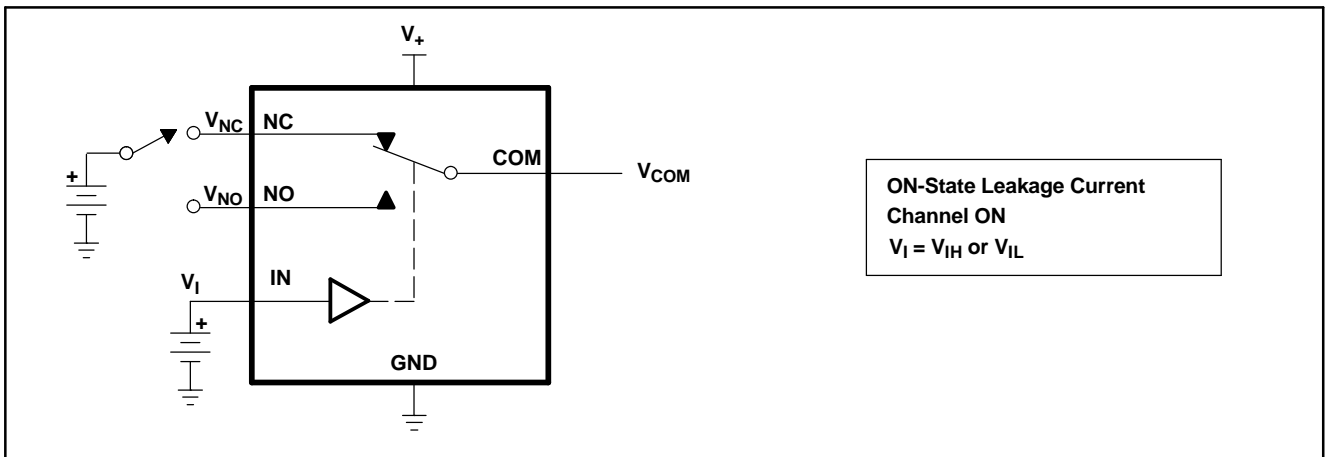 V+
VNC NC
COM
VCOM
+
VNO NO
VI IN
+
GND
ON-State Leakage Current
Channel ON
VI = VIH or VIL